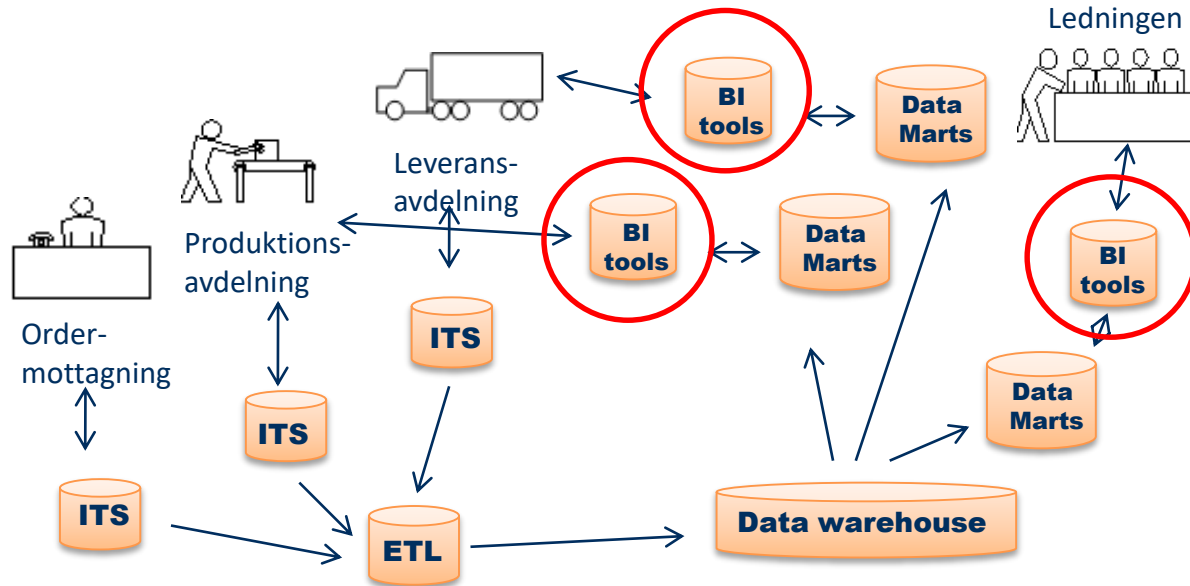 Ledningen
BI
tools
Data
Marts
Leverans-
avdelning
BI
tools
Data
Marts
BI
tools
Produktions-
avdelning
ITS
Order-
mottagning
Data
Marts
ITS
ITS
ETL
Data warehouse